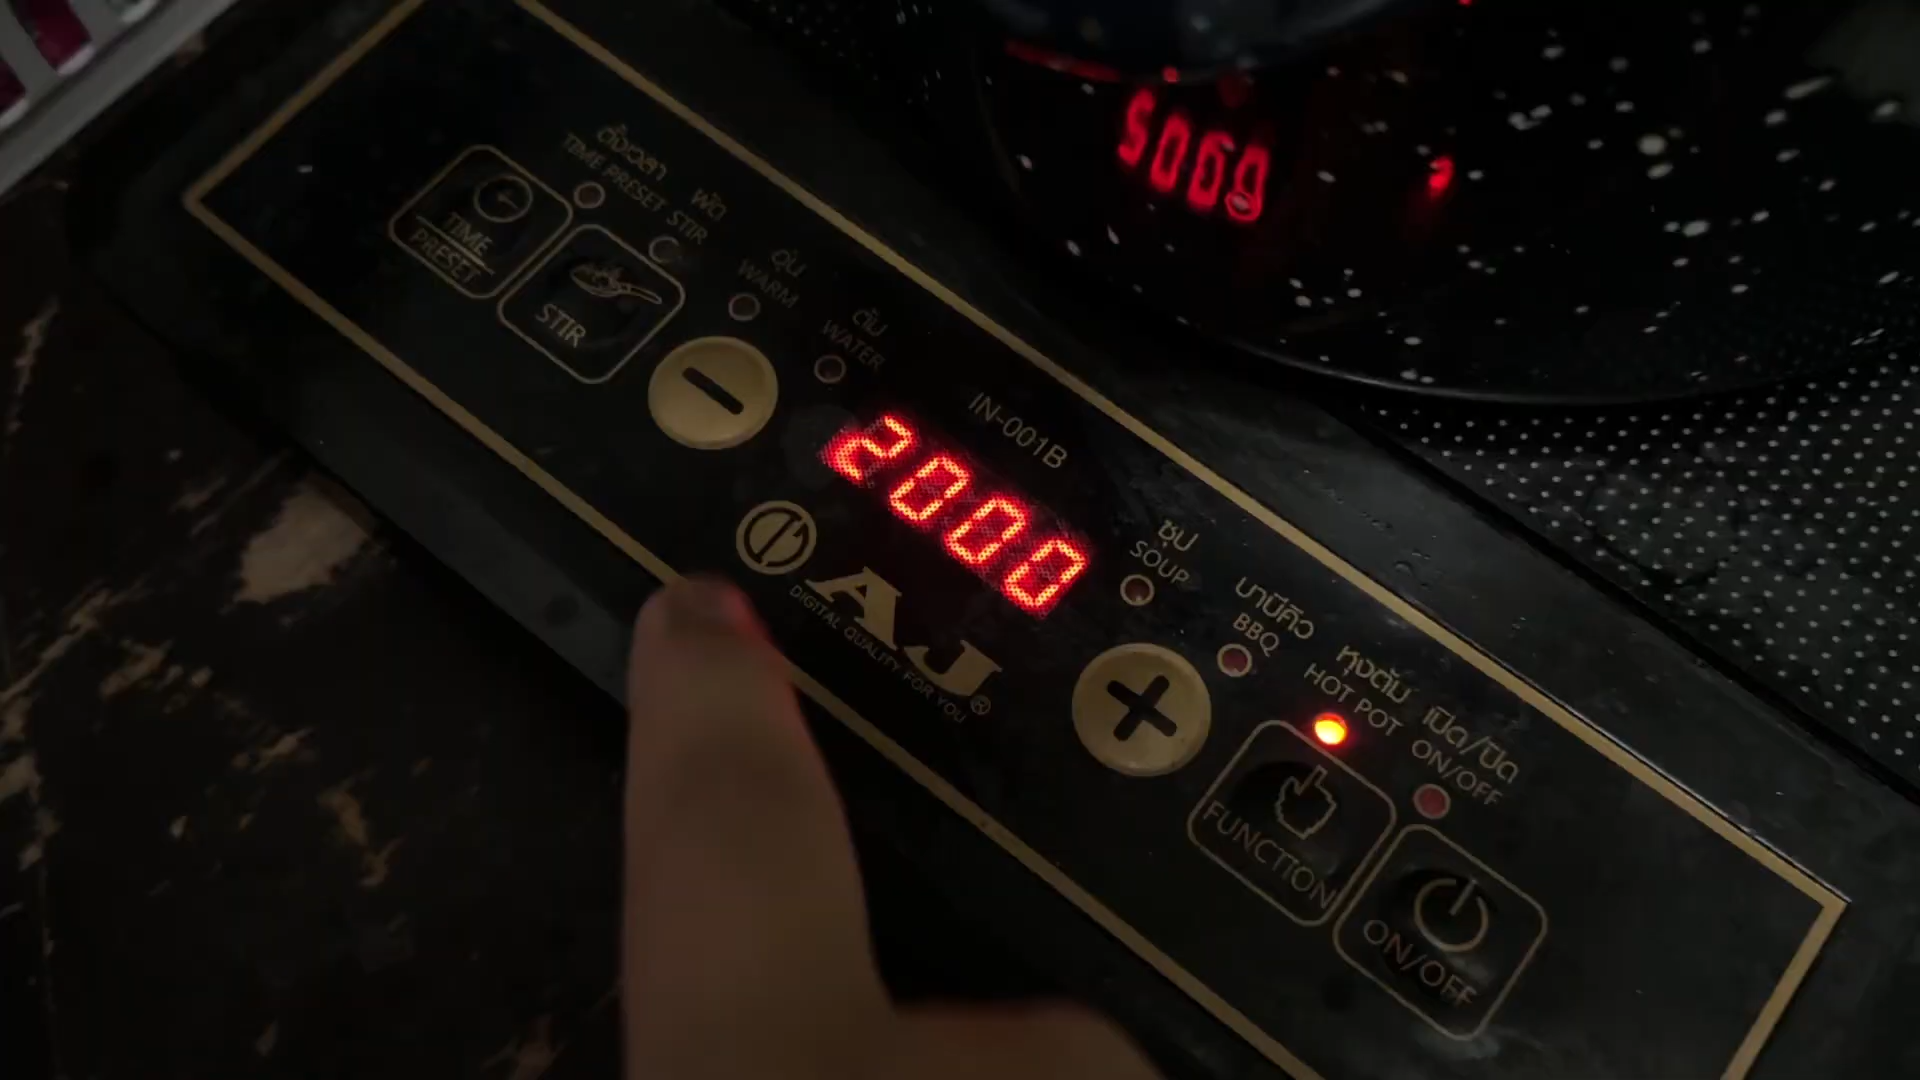 ตั้งเวลา
TIME PRESET
ผัด
STIR
อุ่น
WARM
ต้ม
WATER
TIME
PRESET
STIR
IN-001B
2000
AJ®
DIGITAL QUALITY FOR YOU
ซุป
SOUP
บาบีคิว
BBQ
หุงต้ม
HOT POT
เปิด/ปิด
ON/OFF
FUNCTION
ON/OFF